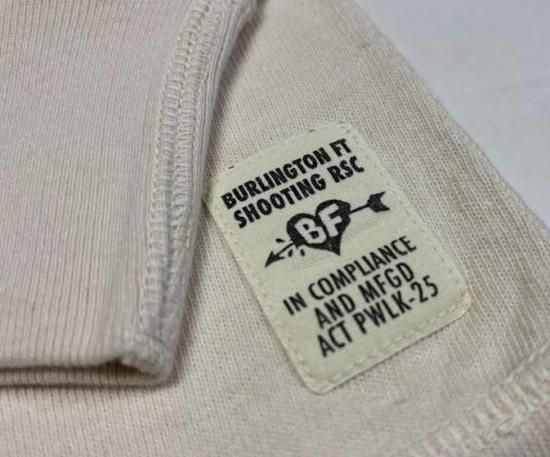 BURLINGTON FT
SHOOTING RSC
BF
IN COMPLIANCE
AND MFGD
ACT PWLK-25